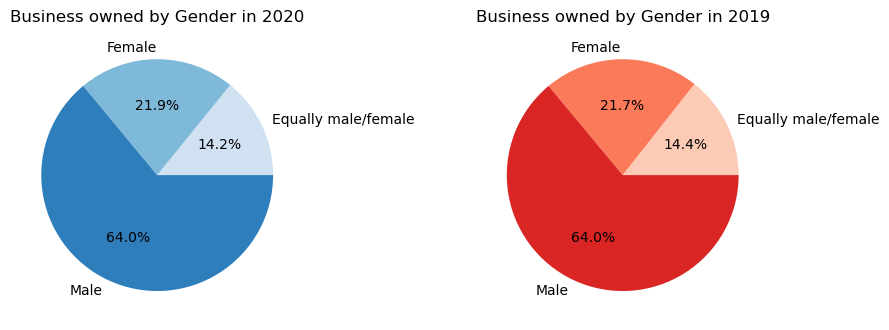 Business owned by Gender in 2020
Female
21.9%
Equally male/female
14.2%
64.0%
Male
Business owned by Gender in 2019
Female
21.7%
Equally male/female
14.4%
64.0%
Male